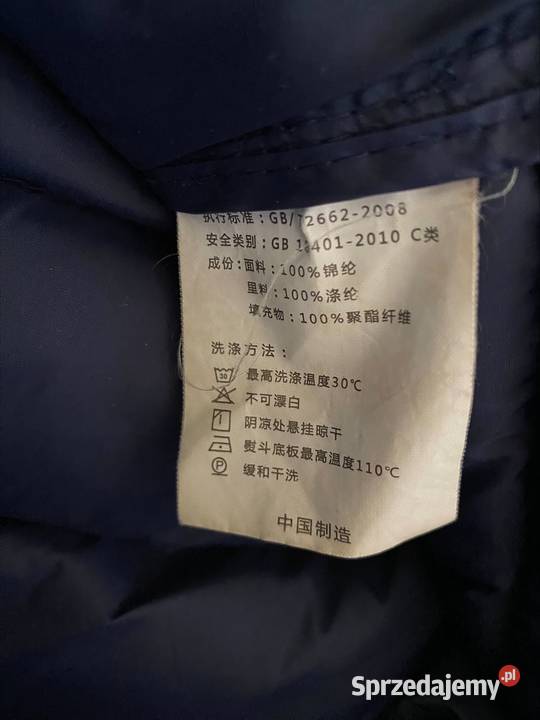 执行标准：GB/T2662-2008
安全类别：GB 18401-2010 C类
成份：面料：100%锦纶
里料：100%涤纶
填充物：100%聚酯纤维
洗涤方法：
30 最高洗涤温度30℃
不可漂白
阴凉处悬挂晾干
熨斗底板最高温度110℃
P 缓和干洗
中国制造
Sprzedajemy.pl